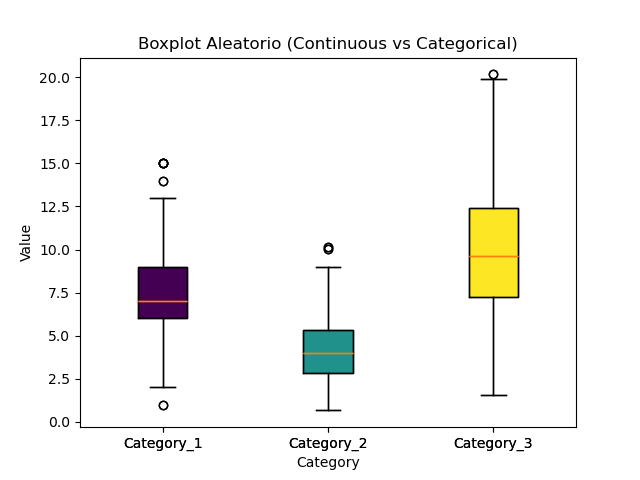 Boxplot Aleatorio (Continuous vs Categorical)
20.0
17.5
15.0
12.5
10.0
7.5
5.0
2.5
0.0
Value
Category_1 Category_2 Category_3
Category